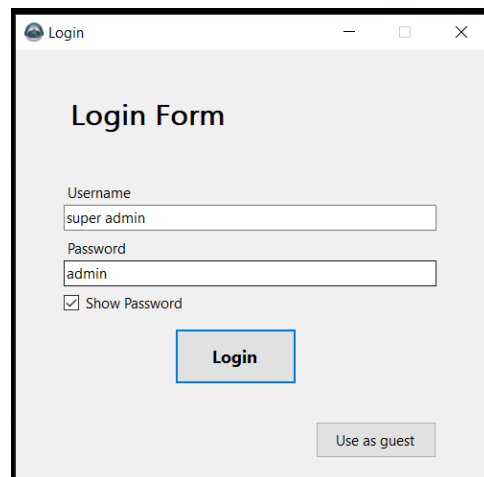 Login
Login Form
Username
super admin
Password
admin
Show Password
Login
Use as guest